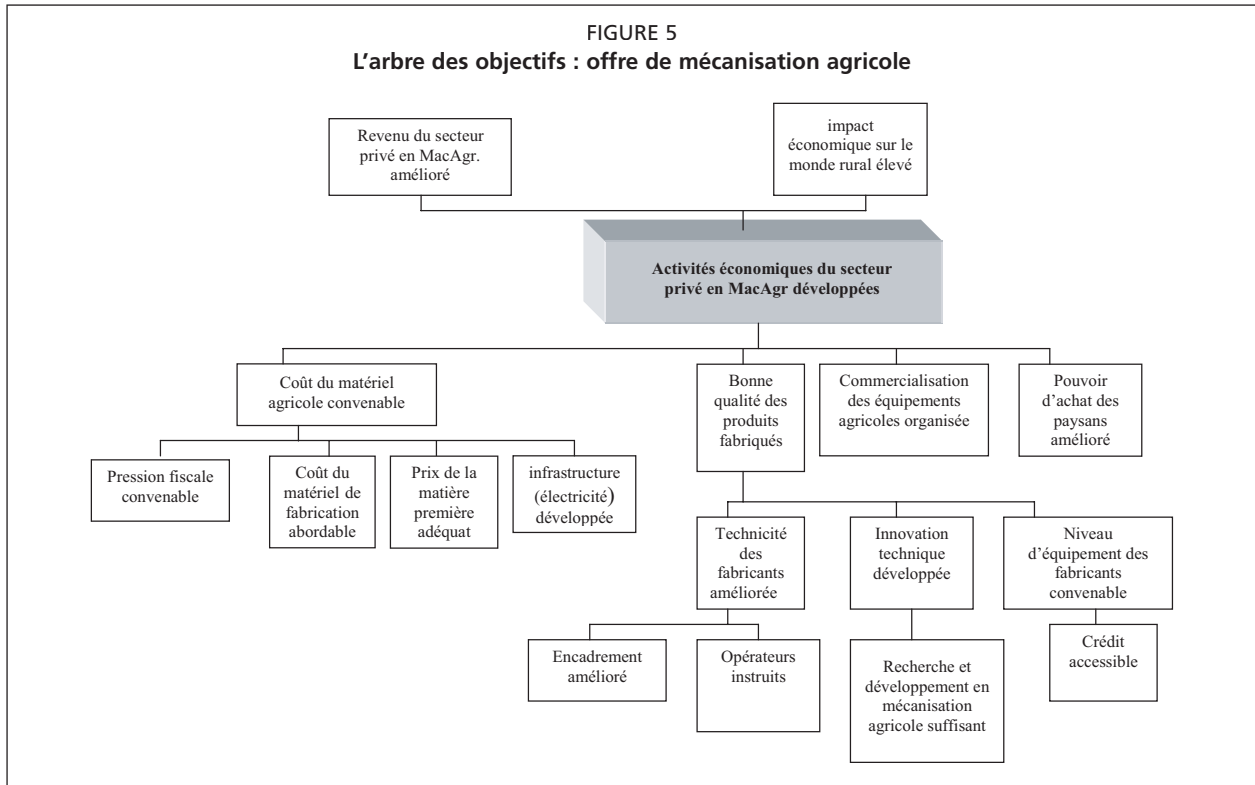 FIGURE 5
L'arbre des objectifs : offre de mécanisation agricole
Revenu du secteur
privé en MacAgr.
amélioré
impact
économique sur le
monde rural élevé
Activités économiques du secteur
privé en MacAgr développées
Coût du matériel
agricole convenable
Bonne
qualité des
produits
fabriqués
Commercialisation
des équipements
agricoles organisée
Pouvoir
d'achat des
paysans
amélioré
Pression fiscale
convenable
Coût du
matériel de
fabrication
abordable
Prix de la
matière
première
adéquat
infrastructure
(électricité)
développée
Technicité
des
fabricants
améliorée
Innovation
technique
développée
Niveau
d'équipement des
fabricants
convenable
Encadrement
amélioré
Opérateurs
instruits
Recherche et
développement en
mécanisation
agricole suffisant
Crédit
accessible